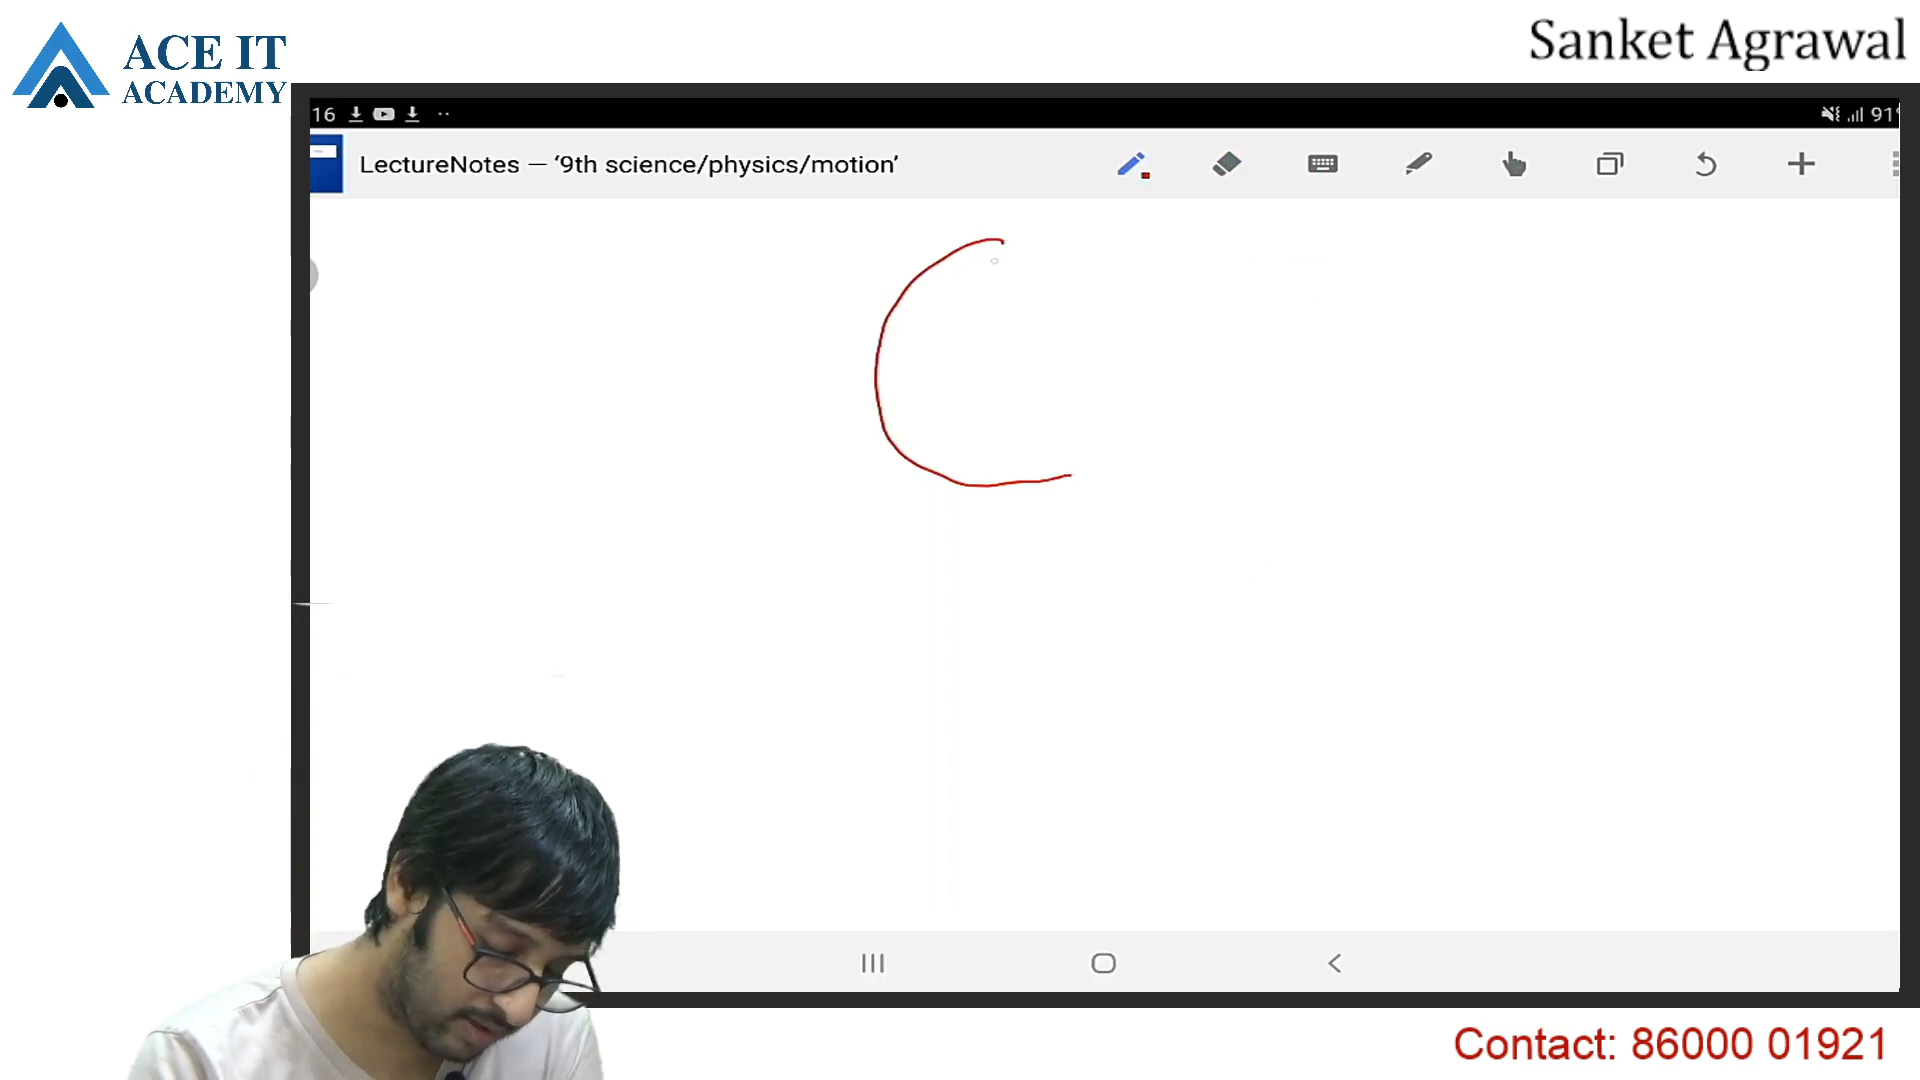 ACE IT
ACADEMY
Sanket Agrawal
16
91
LectureNotes — ‘9th science/physics/motion’
Contact: 86000 01921